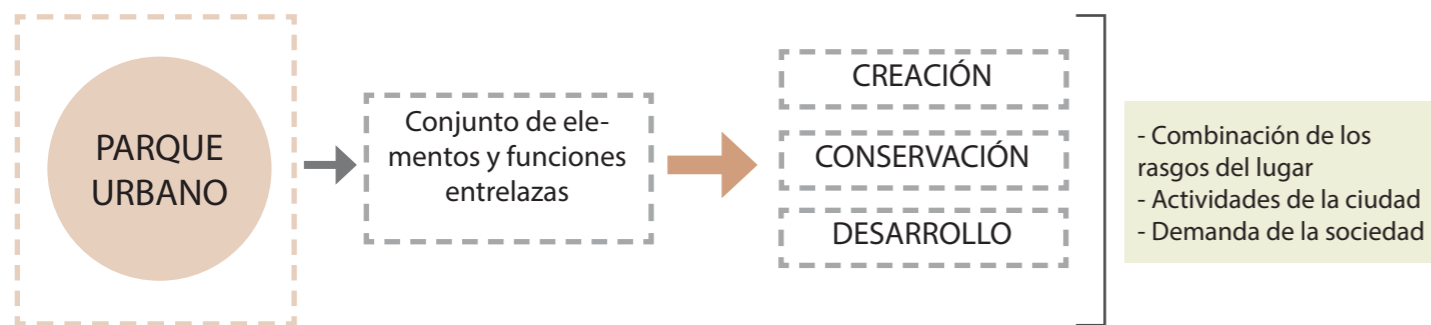 PARQUE
URBANO
Conjunto de ele-
mentos y funciones
entrelazas
CREACIÓN
CONSERVACIÓN
DESARROLLO
- Combinación de los
rasgos del lugar
- Actividades de la ciudad
- Demanda de la sociedad